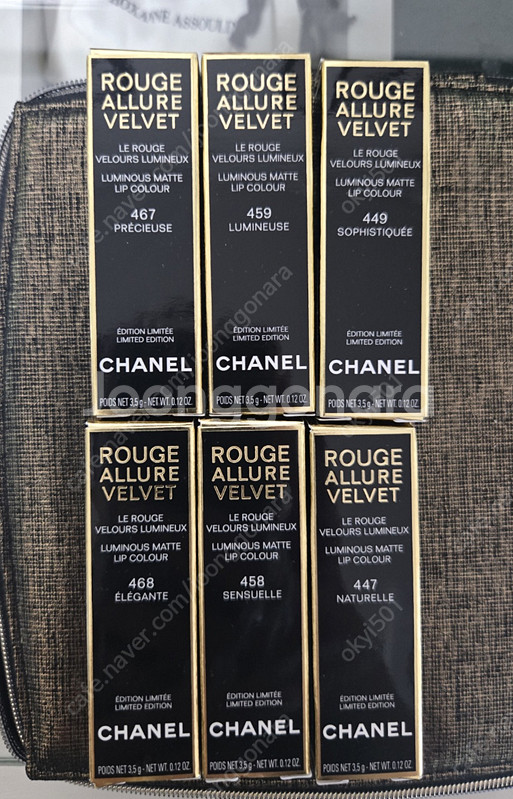 ROXANNE ASSOULIN
ROUGE
ALLURE
VELVET
LE ROUGE
VELOURS LUMINEUX
LUMINOUS MATTE
LIP COLOUR
467
PRÉCIEUSE
ÉDITION LIMITÉE
LIMITED EDITION
CHANEL
POIDS NET 3,5 g - NET WT. 0.12 OZ.
ROUGE
ALLURE
VELVET
LE ROUGE
VELOURS LUMINEUX
LUMINOUS MATTE
LIP COLOUR
459
LUMINEUSE
ÉDITION LIMITÉE
LIMITED EDITION
CHANEL
POIDS NET 3,5 g - NET WT. 0.12 OZ.
ROUGE
ALLURE
VELVET
LE ROUGE
VELOURS LUMINEUX
LUMINOUS MATTE
LIP COLOUR
449
SOPHISTIQUÉE
ÉDITION LIMITÉE
LIMITED EDITION
CHANEL
POIDS NET 3,5 g - NET WT. 0.12 OZ.
ROUGE
ALLURE
VELVET
LE ROUGE
VELOURS LUMINEUX
LUMINOUS MATTE
LIP COLOUR
468
ÉLÉGANTE
ÉDITION LIMITÉE
LIMITED EDITION
CHANEL
POIDS NET 3,5 g - NET WT. 0.12 OZ.
ROUGE
ALLURE
VELVET
LE ROUGE
VELOURS LUMINEUX
LUMINOUS MATTE
LIP COLOUR
458
SENSUELLE
ÉDITION LIMITÉE
LIMITED EDITION
CHANEL
POIDS NET 3,5 g - NET WT. 0.12 OZ.
ROUGE
ALLURE
VELVET
LE ROUGE
VELOURS LUMINEUX
LUMINOUS MATTE
LIP COLOUR
447
NATURELLE
ÉDITION LIMITÉE
LIMITED EDITION
CHANEL
POIDS NET 3,5 g - NET WT. 0.12 OZ.
joonggonara
cafe.naver.com/joonggonara
okyi501